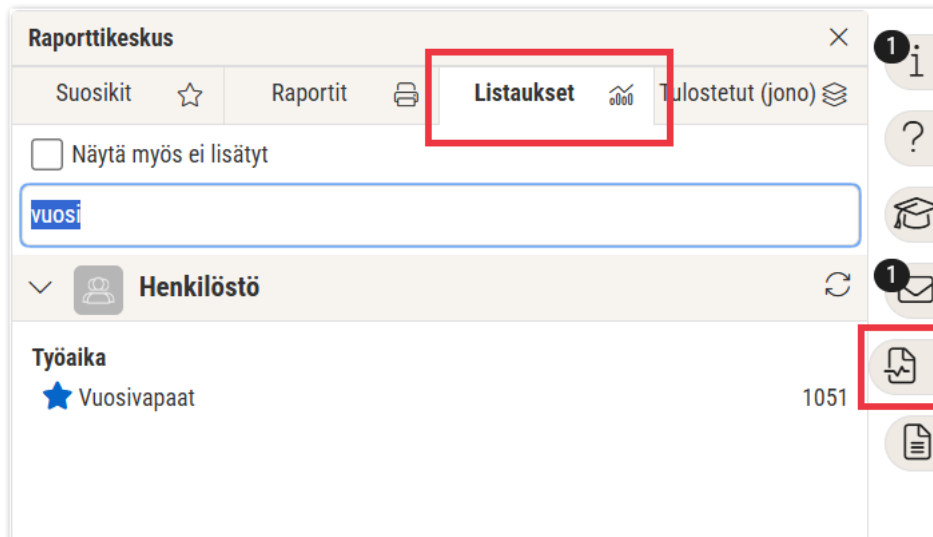 Raporttikeskus
Suosikit Raportit Listaukset Tulostetut (jono)
Näytä myös ei lisätyt
vuosi
Henkilöstö
Työaika
Vuosivapaat 1051
1
1